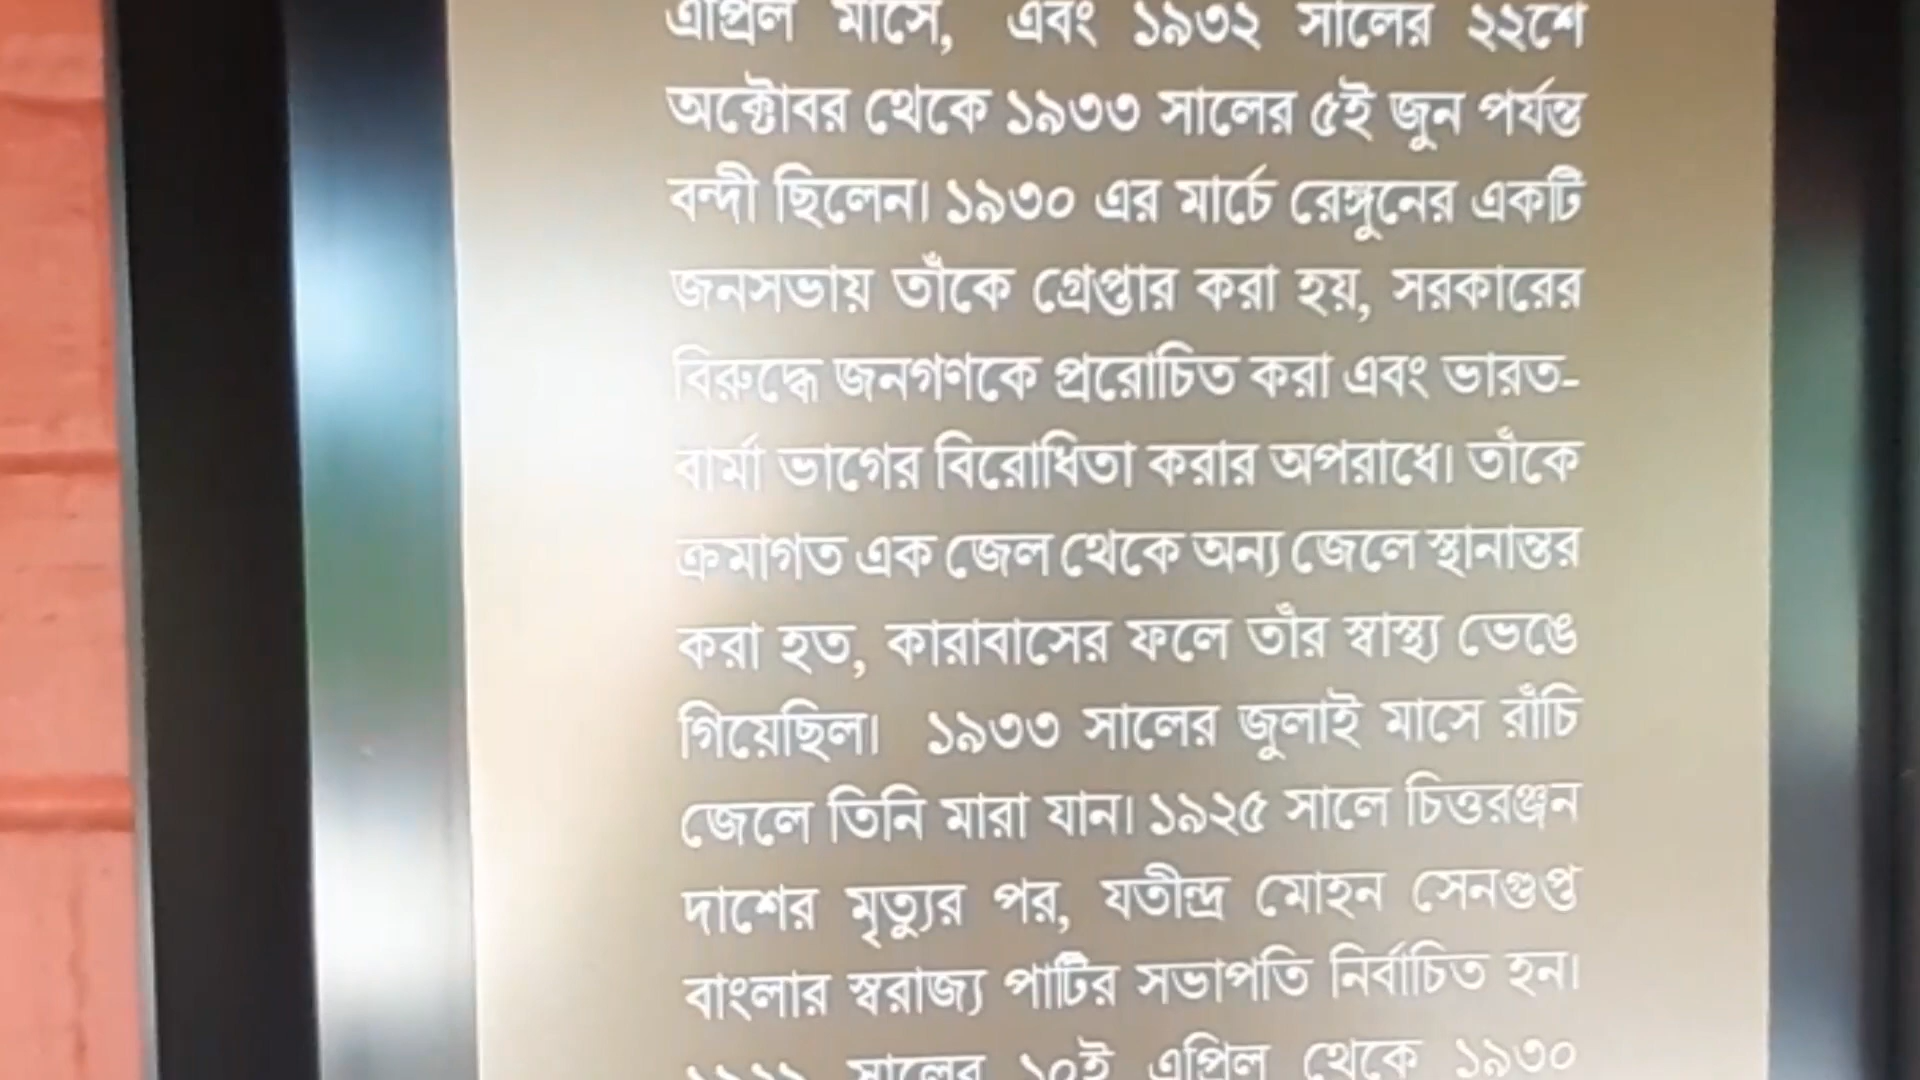 এপ্রিল মাসে, এবং ১৯৩২ সালের ২২শে
অক্টোবর থেকে ১৯৩৩ সালের ৫ই জুন পর্যন্ত
বন্দী ছিলেন। ১৯৩০ এর মার্চে রেঙ্গুনের একটি
জনসভায় তাঁকে গ্রেপ্তার করা হয়, সরকারের
বিরুদ্ধে জনগণকে প্ররোচিত করা এবং ভারত-
বার্মা ভাগের বিরোধিতা করার অপরাধে। তাঁকে
ক্রমাগত এক জেল থেকে অন্য জেলে স্থানান্তর
করা হত, কারাবাসের ফলে তাঁর স্বাস্থ্য ভেঙে
গিয়েছিল। ১৯৩৩ সালের জুলাই মাসে রাঁচি
জেলে তিনি মারা যান। ১৯২৫ সালে চিত্তরঞ্জন
দাশের মৃত্যুর পর, যতীন্দ্র মোহন সেনগুপ্ত
বাংলার স্বরাজ্য পার্টির সভাপতি নির্বাচিত হন।
সালের ১০ই এপ্রিল থেকে ১৯৩০